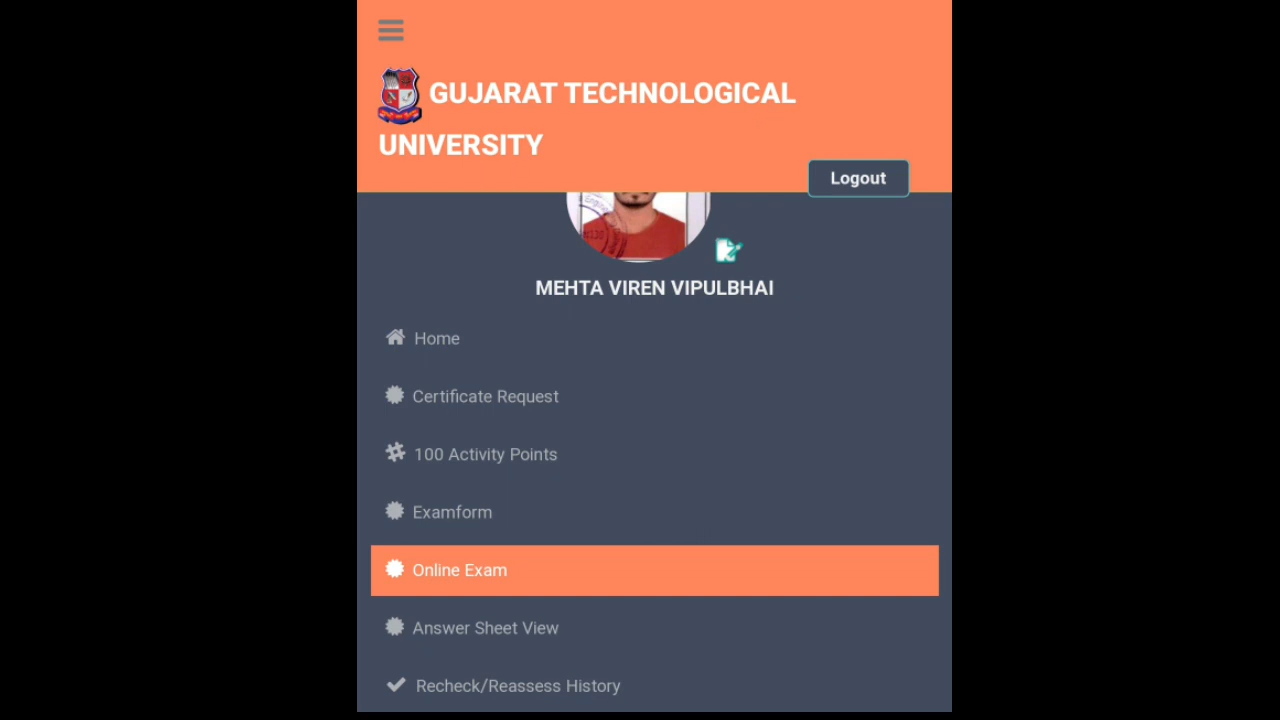 GUJARAT TECHNOLOGICAL
UNIVERSITY
Logout
MEHTA VIREN VIPULBHAI
Home
Certificate Request
100 Activity Points
Examform
Online Exam
Answer Sheet View
Recheck/Reassess History